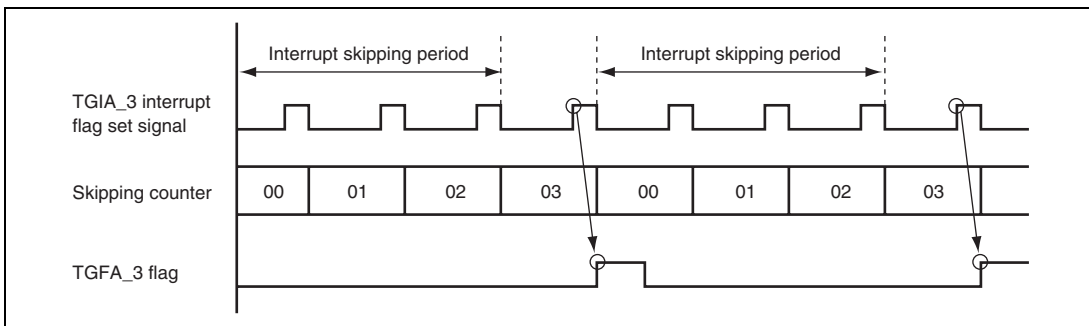 Interrupt skipping period Interrupt skipping period
TGIA_3 interrupt
flag set signal
Skipping counter 00 01 02 03 00 01 02 03
TGFA_3 flag